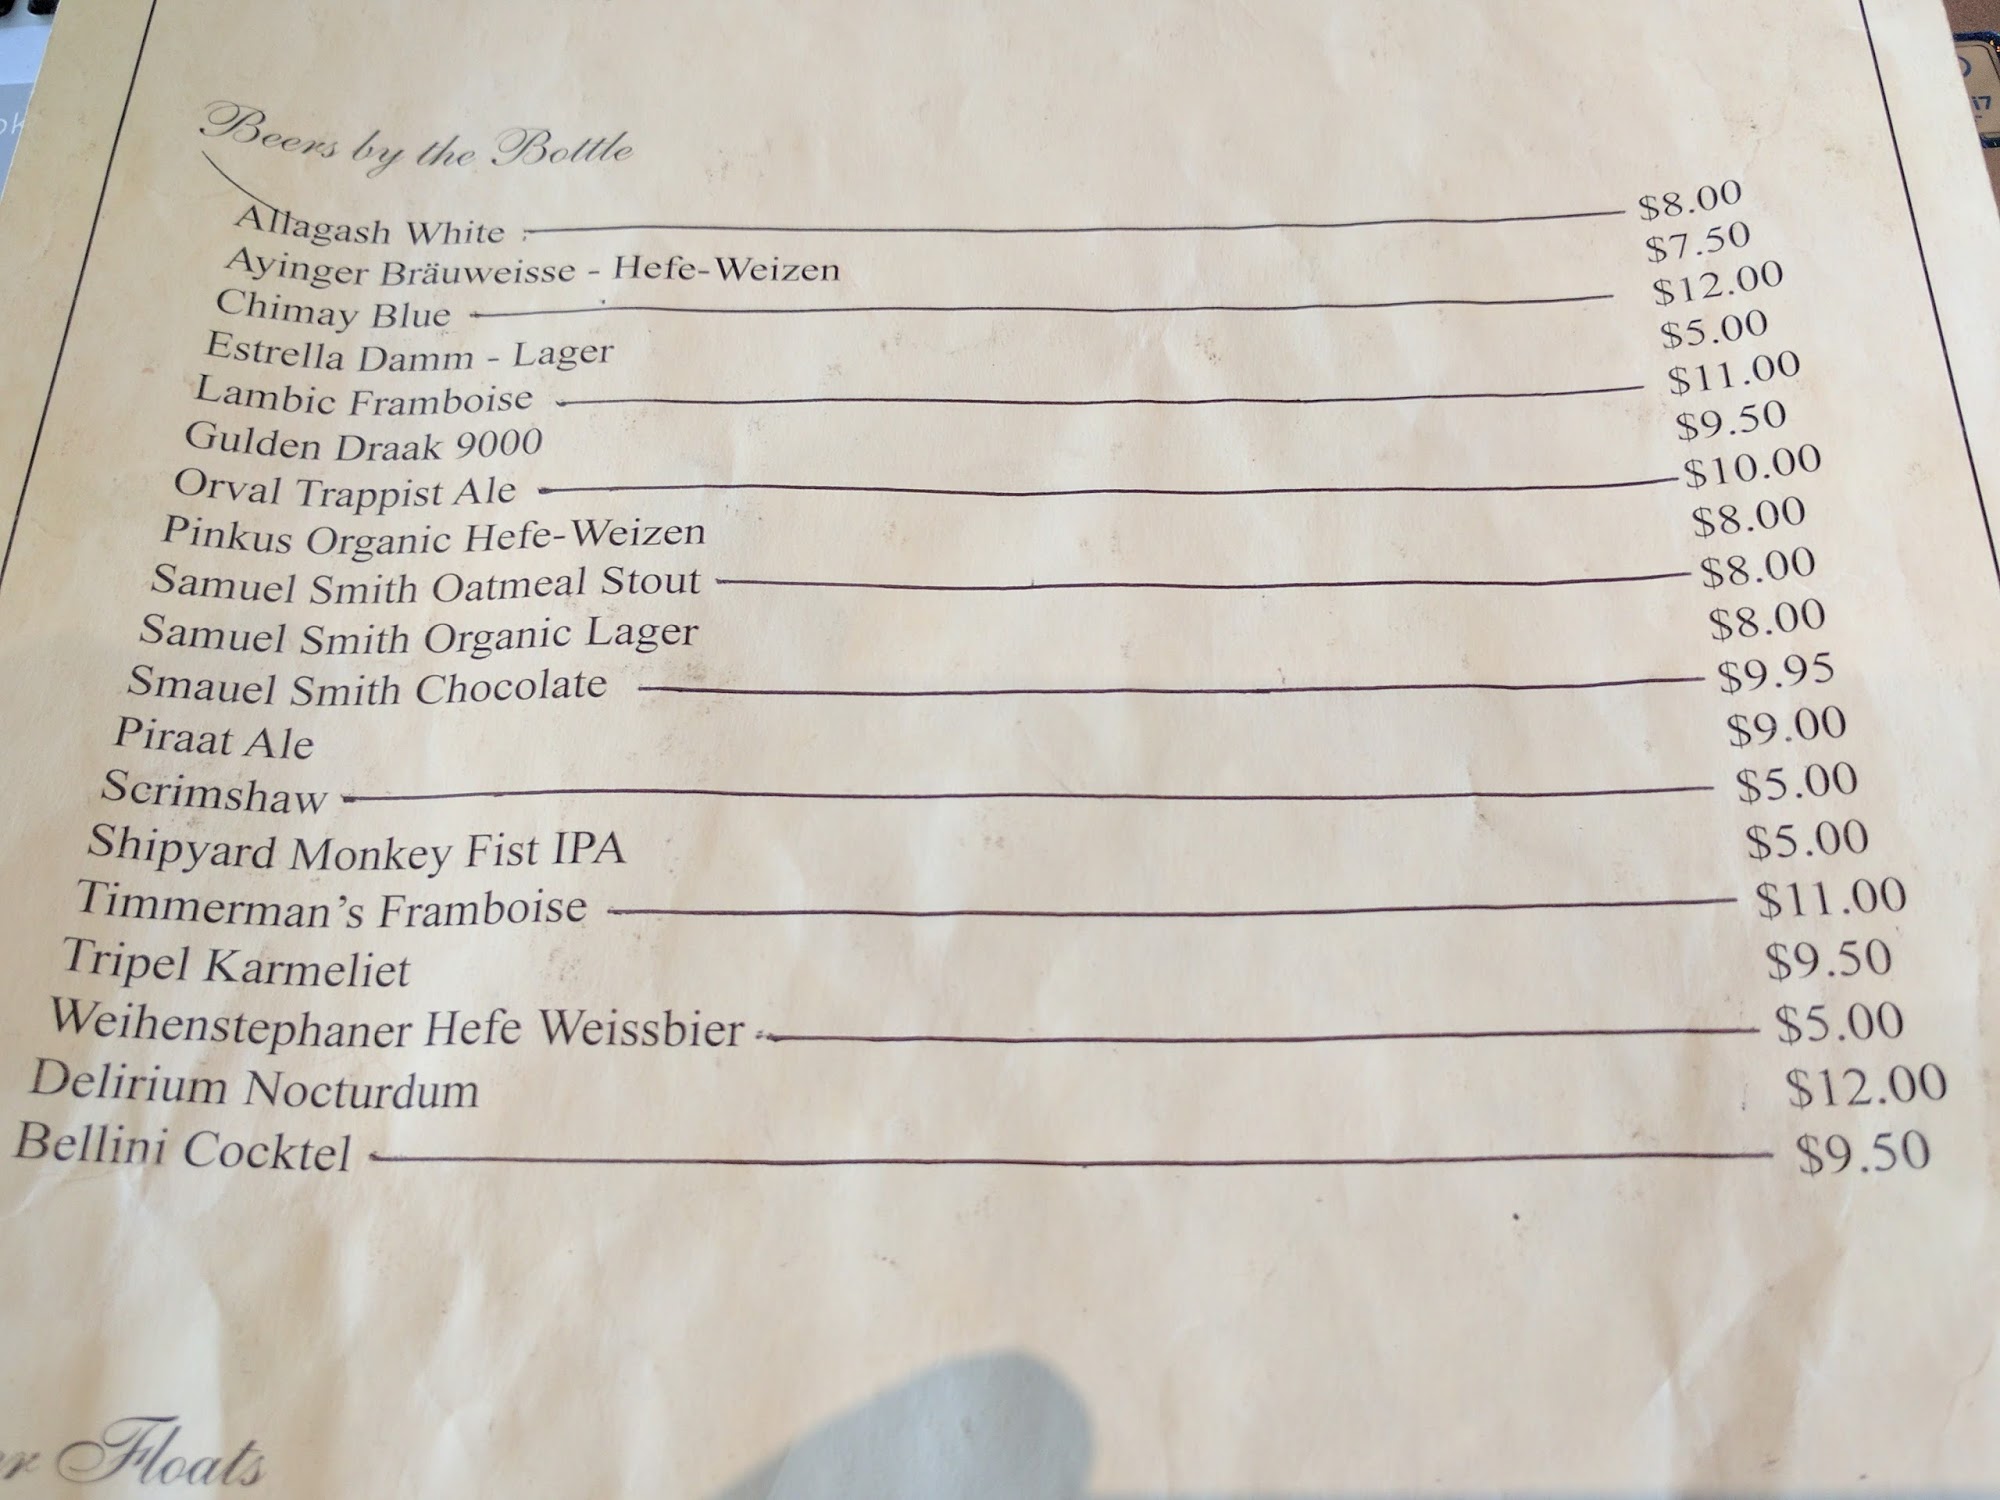 Beers by the Bottle
Allagash White $8.00
Ayinger Bräuweisse - Hefe-Weizen $7.50
Chimay Blue $12.00
Estrella Damm - Lager $5.00
Lambic Framboise $11.00
Gulden Draak 9000 $9.50
Orval Trappist Ale $10.00
Pinkus Organic Hefe-Weizen $8.00
Samuel Smith Oatmeal Stout $8.00
Samuel Smith Organic Lager $8.00
Smauel Smith Chocolate $9.95
Piraat Ale $9.00
Scrimshaw $5.00
Shipyard Monkey Fist IPA $5.00
Timmerman’s Framboise $11.00
Tripel Karmeliet $9.50
Weihenstephaner Hefe Weissbier $5.00
Delirium Nocturdum $12.00
Bellini Cocktel $9.50
Floats